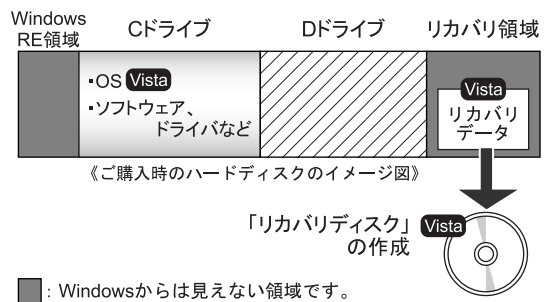 Windows
RE領域
Cドライブ
Dドライブ
リカバリ領域
・OS Vista
・ソフトウェア、
ドライバなど
Vista
リカバリ
データ
《ご購入時のハードディスクのイメージ図》
「リカバリディスク」
の作成
Vista
：Windowsからは見えない領域です。